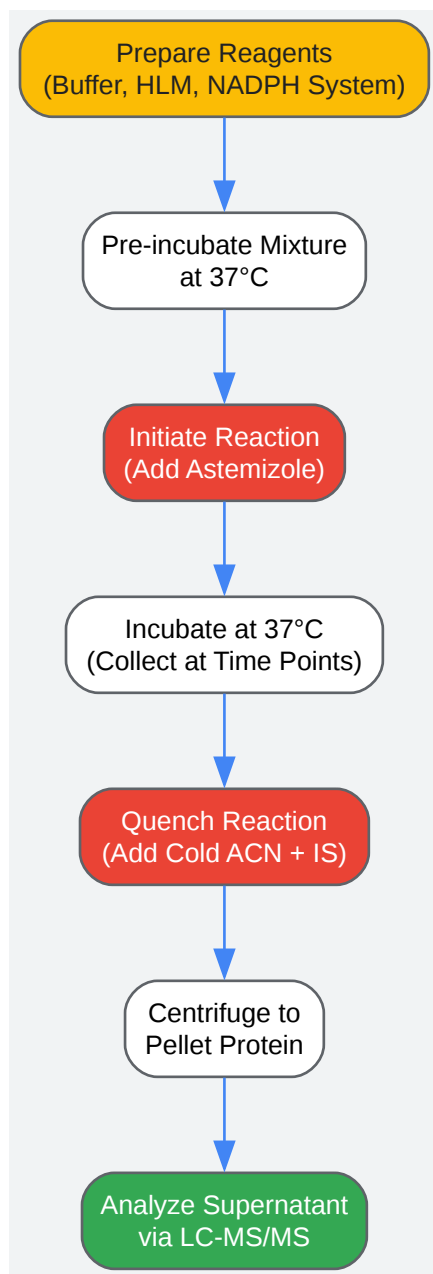 Prepare Reagents
(Buffer, HLM, NADPH System)
Pre-incubate Mixture
at 37°C
Initiate Reaction
(Add Astemizole)
Incubate at 37°C
(Collect at Time Points)
Quench Reaction
(Add Cold ACN + IS)
Centrifuge to
Pellet Protein
Analyze Supernatant
via LC-MS/MS